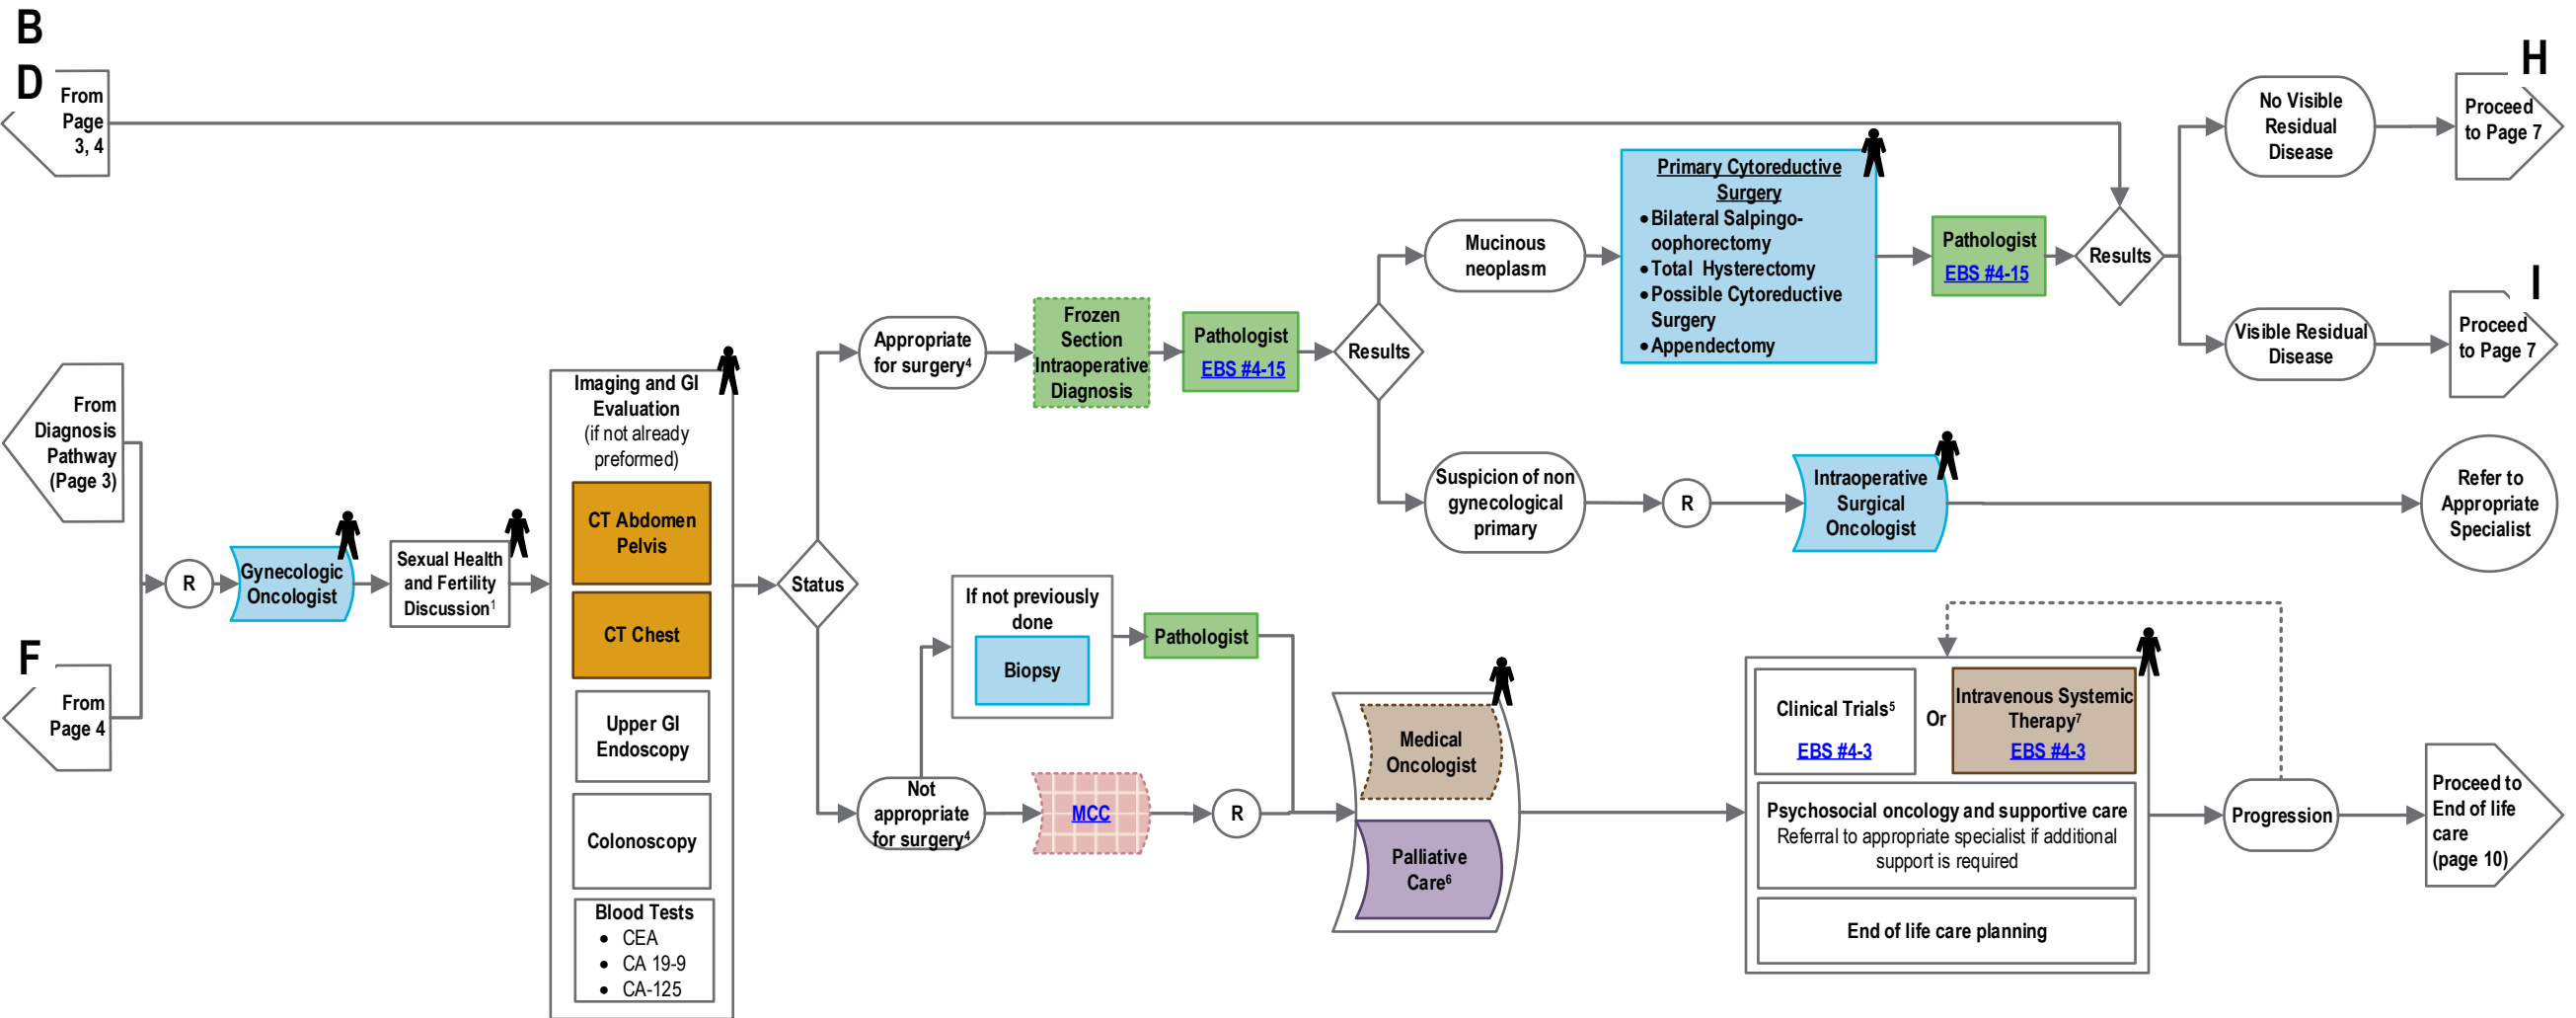 B
D
From
Page
3, 4
From
Diagnosis
Pathway
(Page 3)
F
From
Page 4
R
Gynecologic
Oncologist
Sexual Health
and Fertility
Discussion1
Imaging and GI
Evaluation
(if not already
preformed)
CT Abdomen
Pelvis
CT Chest
Upper GI
Endoscopy
Colonoscopy
Blood Tests
• CEA
• CA 19-9
• CA-125
Status
Appropriate
for surgery4
Frozen
Section
Intraoperative
Diagnosis
Pathologist
EBS #4-15
Results
Mucinous
neoplasm
Primary Cytoreductive
Surgery
• Bilateral Salpingo-
oophorectomy
• Total Hysterectomy
• Possible Cytoreductive
Surgery
• Appendectomy
Pathologist
EBS #4-15
Results
No Visible
Residual
Disease
H
Proceed
to Page 7
Visible Residual
Disease
I
Proceed
to Page 7
Suspicion of non
gynecological
primary
R
Intraoperative
Surgical
Oncologist
Refer to
Appropriate
Specialist
Not
appropriate
for surgery4
If not previously
done
Biopsy
Pathologist
MCC
R
Medical
Oncologist
Palliative
Care6
Clinical Trials5
EBS #4-3
Or
Intravenous Systemic
Therapy7
EBS #4-3
Psychosocial oncology and supportive care
Referral to appropriate specialist if additional
support is required
End of life care planning
Progression
Proceed to
End of life
care
(page 10)